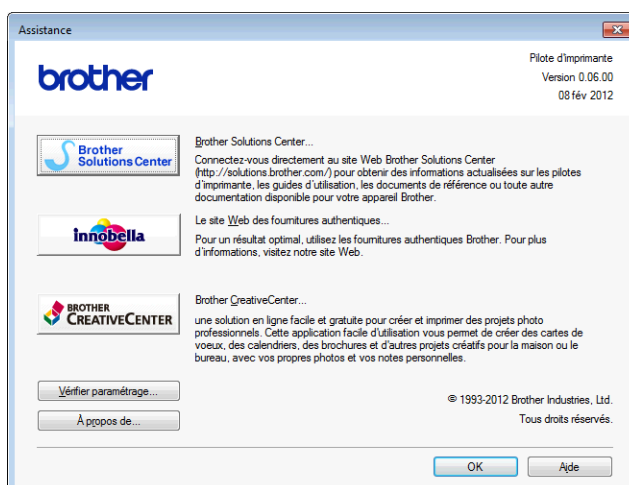 Assistance
brother
Pilote d'imprimante
Version 0.06.00
08 fév 2012
Brother
Solutions Center
Brother Solutions Center...
Connectez-vous directement au site Web Brother Solutions Center
(http://solutions.brother.com/) pour obtenir des informations actualisées sur les pilotes
d'imprimante, les guides d'utilisation, les documents de référence ou toute autre
documentation disponible pour votre appareil Brother.
innobella
Le site Web des fournitures authentiques...
Pour un résultat optimal, utilisez les fournitures authentiques Brother. Pour plus
d'informations, visitez notre site Web.
BROTHER
CREATIVECENTER
Brother CreativeCenter...
une solution en ligne facile et gratuite pour créer et imprimer des projets photo
professionnels. Cette application facile d'utilisation vous permet de créer des cartes de
voeux, des calendriers, des brochures et d'autres projets créatifs pour la maison ou le
bureau, avec vos propres photos et vos notes personnelles.
Vérifier paramétrage...
À propos de...
© 1993-2012 Brother Industries, Ltd.
Tous droits réservés.
OK
Aide